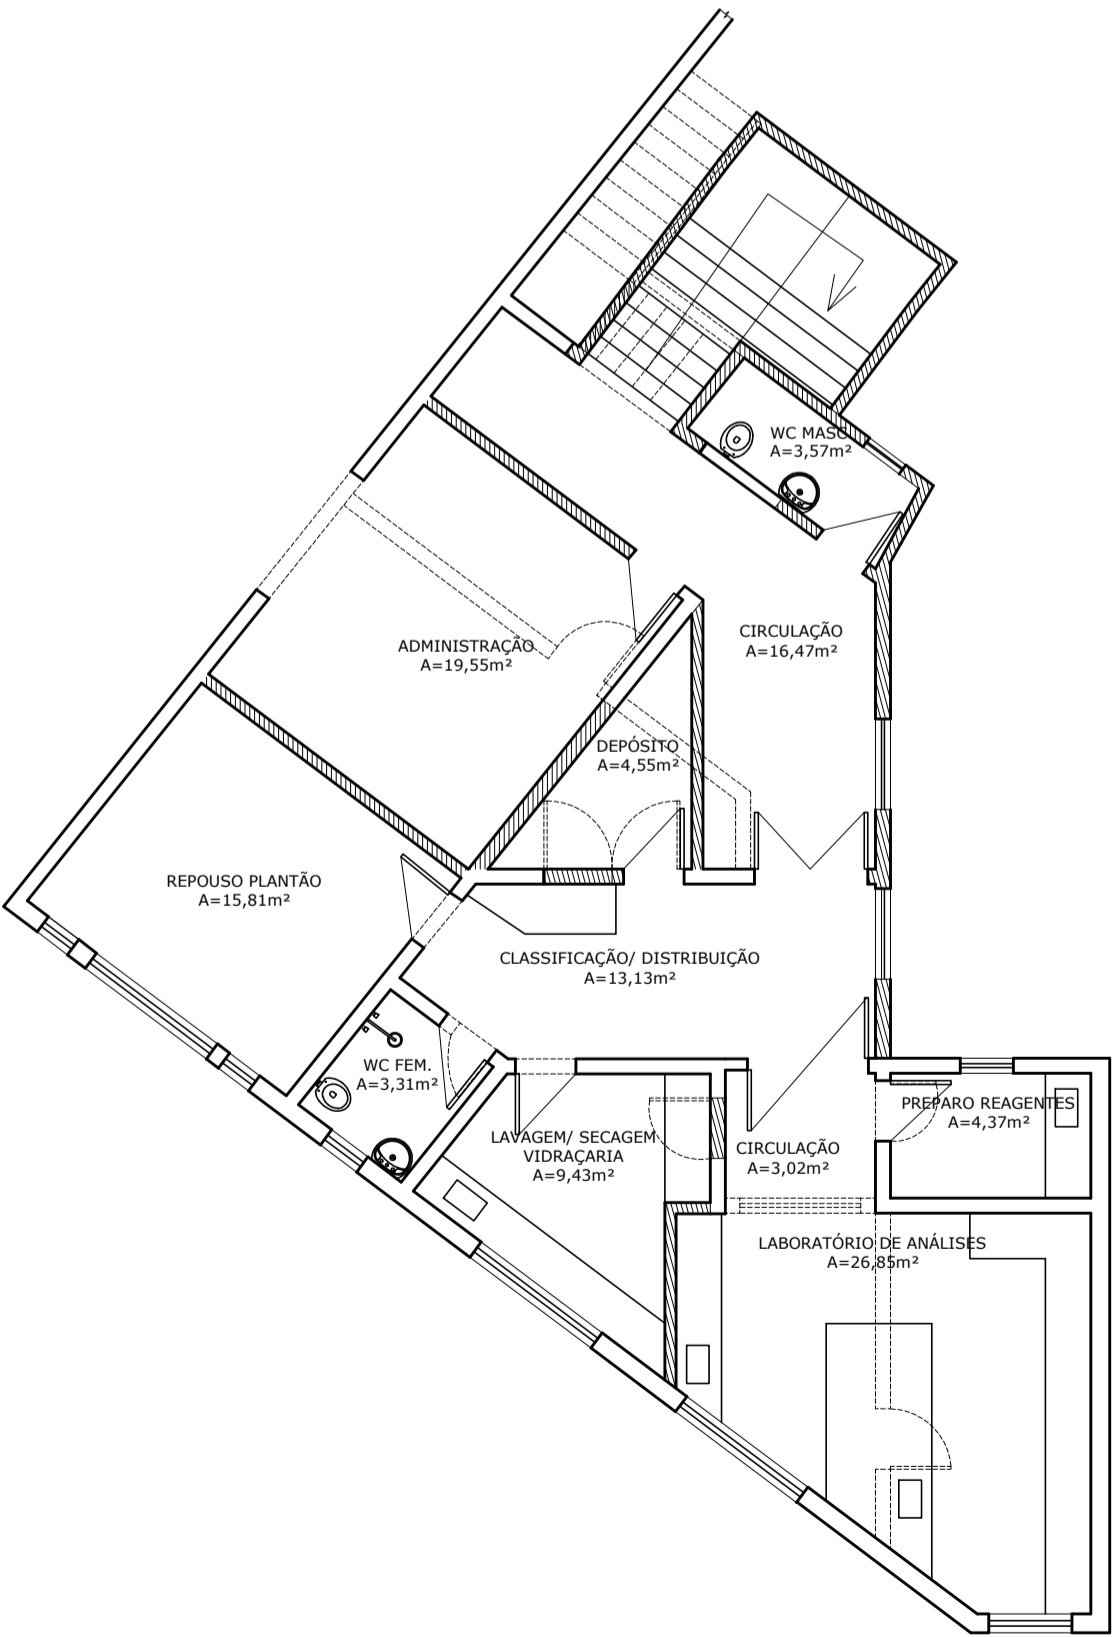 WC MASC.
A=3,57m²
CIRCULAÇÃO
A=16,47m²
ADMINISTRAÇÃO
A=19,55m²
DEPÓSITO
A=4,55m²
REPOUSO PLANTÃO
A=15,81m²
CLASSIFICAÇÃO/ DISTRIBUIÇÃO
A=13,13m²
WC FEM.
A=3,31m²
PREPARO REAGENTES
A=4,37m²
LAVAGEM/ SECAGEM
VIDRAÇARIA
A=9,43m²
CIRCULAÇÃO
A=3,02m²
LABORATÓRIO DE ANÁLISES
A=26,85m²